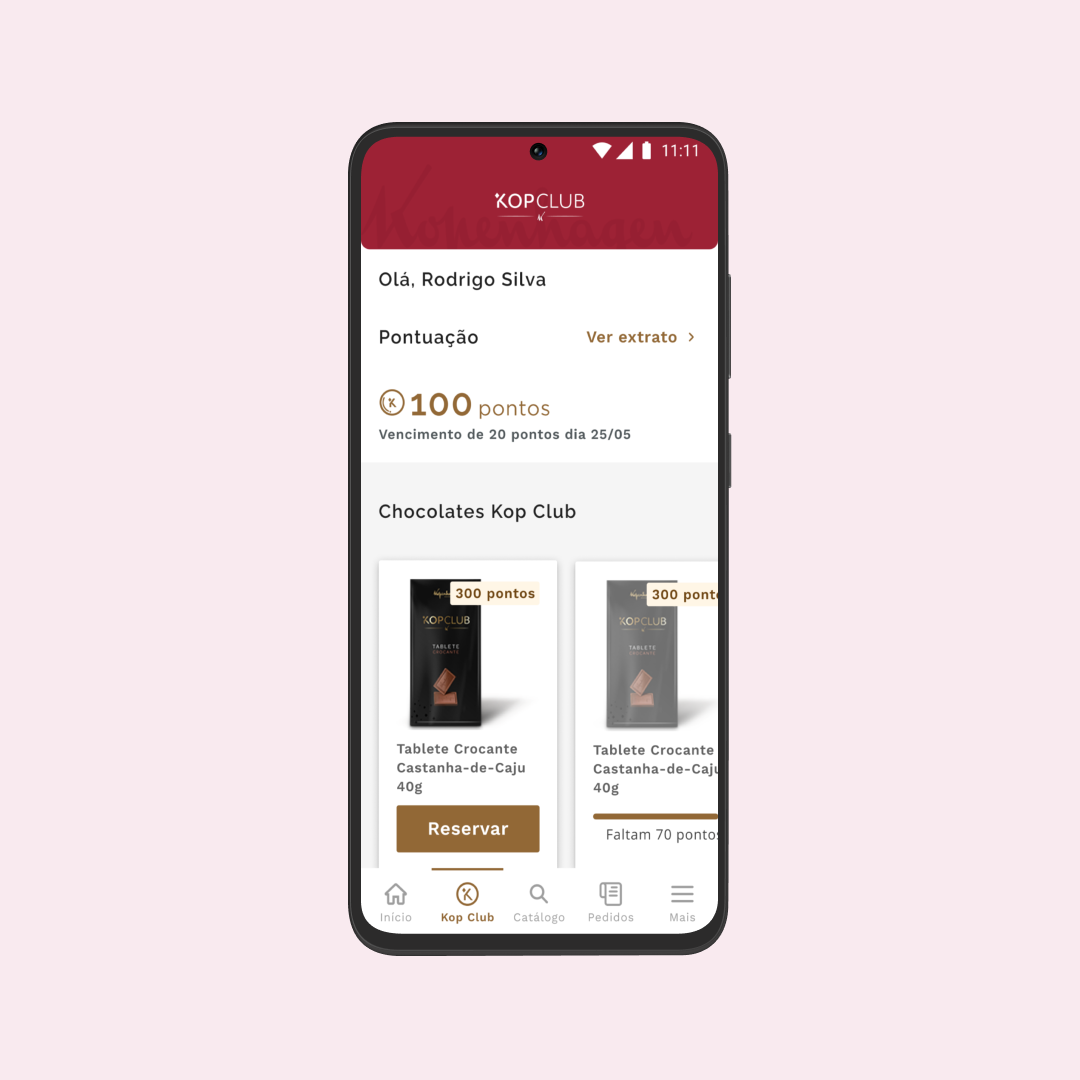 11:11
KOPCLUB
Kopenhagen
Olá, Rodrigo Silva
Pontuação
Ver extrato
100 pontos
Vencimento de 20 pontos dia 25/05
Chocolates Kop Club
300 pontos
KOPCLUB
TABLETE
CROCANTE
Tablete Crocante
Castanha-de-Caju
40g
Reservar
300 ponto
KOPCLUB
TABLETE
CROCANTE
Tablete Crocante
Castanha-de-Caju
40g
Faltam 70 pontos
Início
Kop Club
Catálogo
Pedidos
Mais